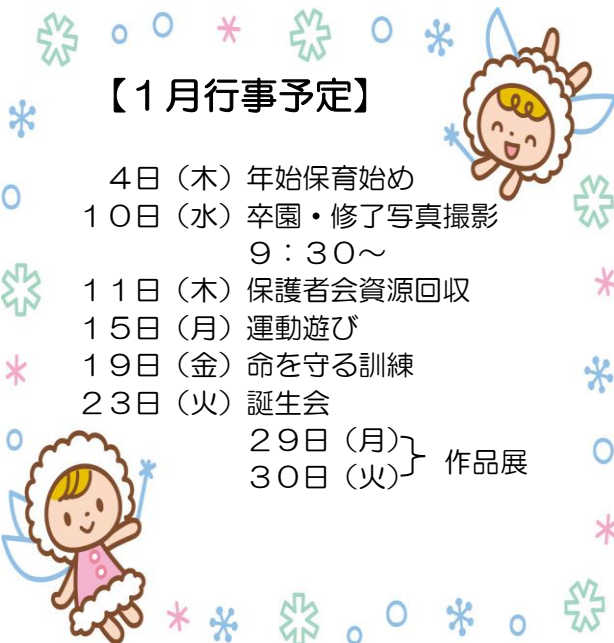 【１月行事予定】
４日（木）年始保育始め
１０日（水）卒園・修了写真撮影
９：３０～
１１日（木）保護者会資源回収
１５日（月）運動遊び
１９日（金）命を守る訓練
２３日（火）誕生会
２９日（月）
３０日（火） 作品展